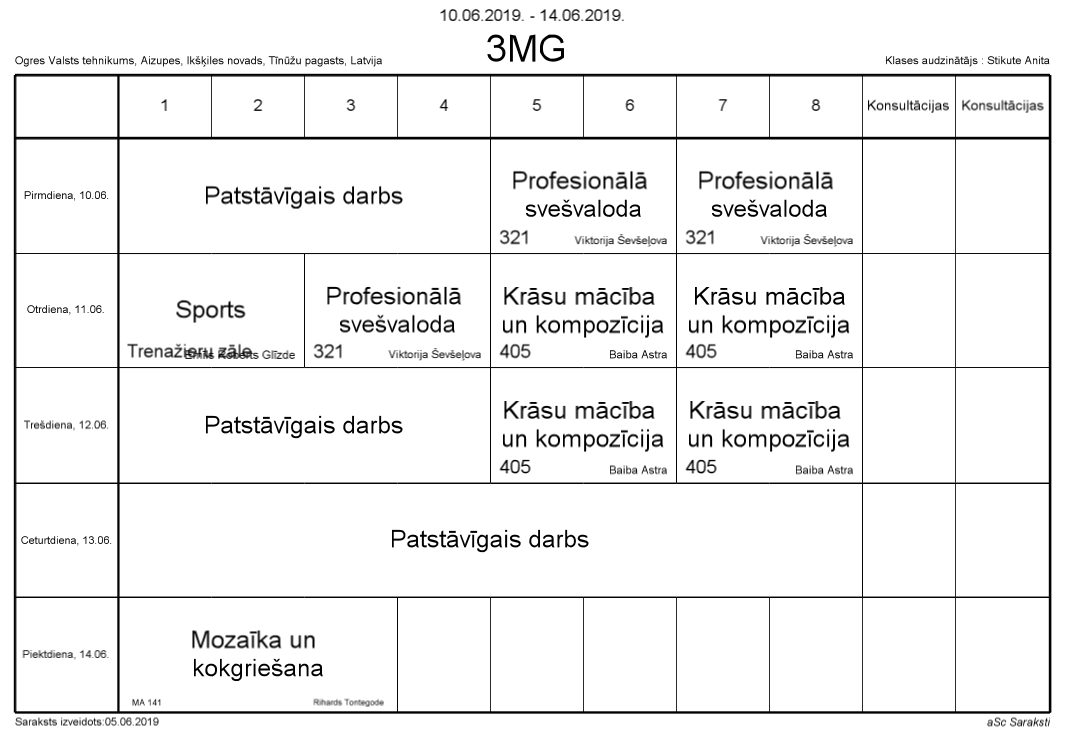 10.06.2019. - 14.06.2019.
3MG
Ogres Valsts tehnikums, Aizupes, Ikšķiles novads, Tīnūžu pagasts, Latvija
Klases audzinātājs : Stikute Anita
1 2 3 4 5 6 7 8 Konsultācijas Konsultācijas
Pirmdiena, 10.06.
Patstāvīgais darbs
Profesionālā
svešvaloda
321 Viktorija Ševšeļova
Profesionālā
svešvaloda
321 Viktorija Ševšeļova
Otrdiena, 11.06.
Sports
Trenažieru zāle
Emīls Roberts Glīzde
Profesionālā
svešvaloda
321 Viktorija Ševšeļova
Krāsu mācība
un kompozīcija
405 Baiba Astra
Krāsu mācība
un kompozīcija
405 Baiba Astra
Trešdiena, 12.06.
Patstāvīgais darbs
Krāsu mācība
un kompozīcija
405 Baiba Astra
Krāsu mācība
un kompozīcija
405 Baiba Astra
Ceturtdiena, 13.06.
Patstāvīgais darbs
Piektdiena, 14.06.
Mozaīka un
kokgriešana
MA 141 Rihards Tontegode
Saraksts izveidots:05.06.2019
aSc Saraksti